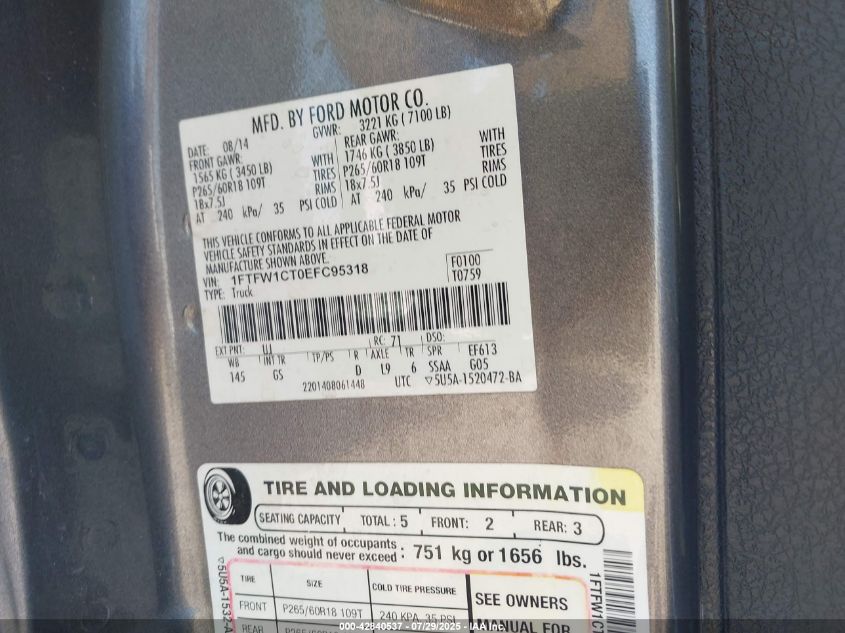 MFD. BY FORD MOTOR CO.
DATE: 08/14 GVWR: 3221 KG ( 7100 LB)
FRONT GAWR: REAR GAWR:
1565 KG ( 3450 LB) WITH 1746 KG ( 3850 LB) WITH
P265/60R18 109T TIRES P265/60R18 109T TIRES
18x7.5J RIMS 18x7.5J RIMS
AT 240 kPa/ 35 PSI COLD AT 240 kPa/ 35 PSI COLD
THIS VEHICLE CONFORMS TO ALL APPLICABLE FEDERAL MOTOR
VEHICLE SAFETY STANDARDS IN EFFECT ON THE DATE OF
MANUFACTURE SHOWN ABOVE.
VIN: 1FTFW1CT0EFC95318 F0100
TYPE: Truck T0759
EXT PNT: UJ RC: 71 DSO:
WB INT TR TP/PS R AXLE TR SPR EF613
145 GS D L9 6 SSAA G05
2201408061448 UTC ▽5U5A-1520472-BA
TIRE AND LOADING INFORMATION
SEATING CAPACITY TOTAL : 5 FRONT: 2 REAR: 3
The combined weight of occupants
and cargo should never exceed : 751 kg or 1656 lbs.
TIRE SIZE COLD TIRE PRESSURE SEE OWNERS
FRONT P265/60R18 109T 240 KPA, 35 PSI MANUAL FOR
REAR P265/60R18 109T
▽5U5A-1532-A
1FTFW1C
--- 42840537 - 07/29/2025 - IAA Inc. ---